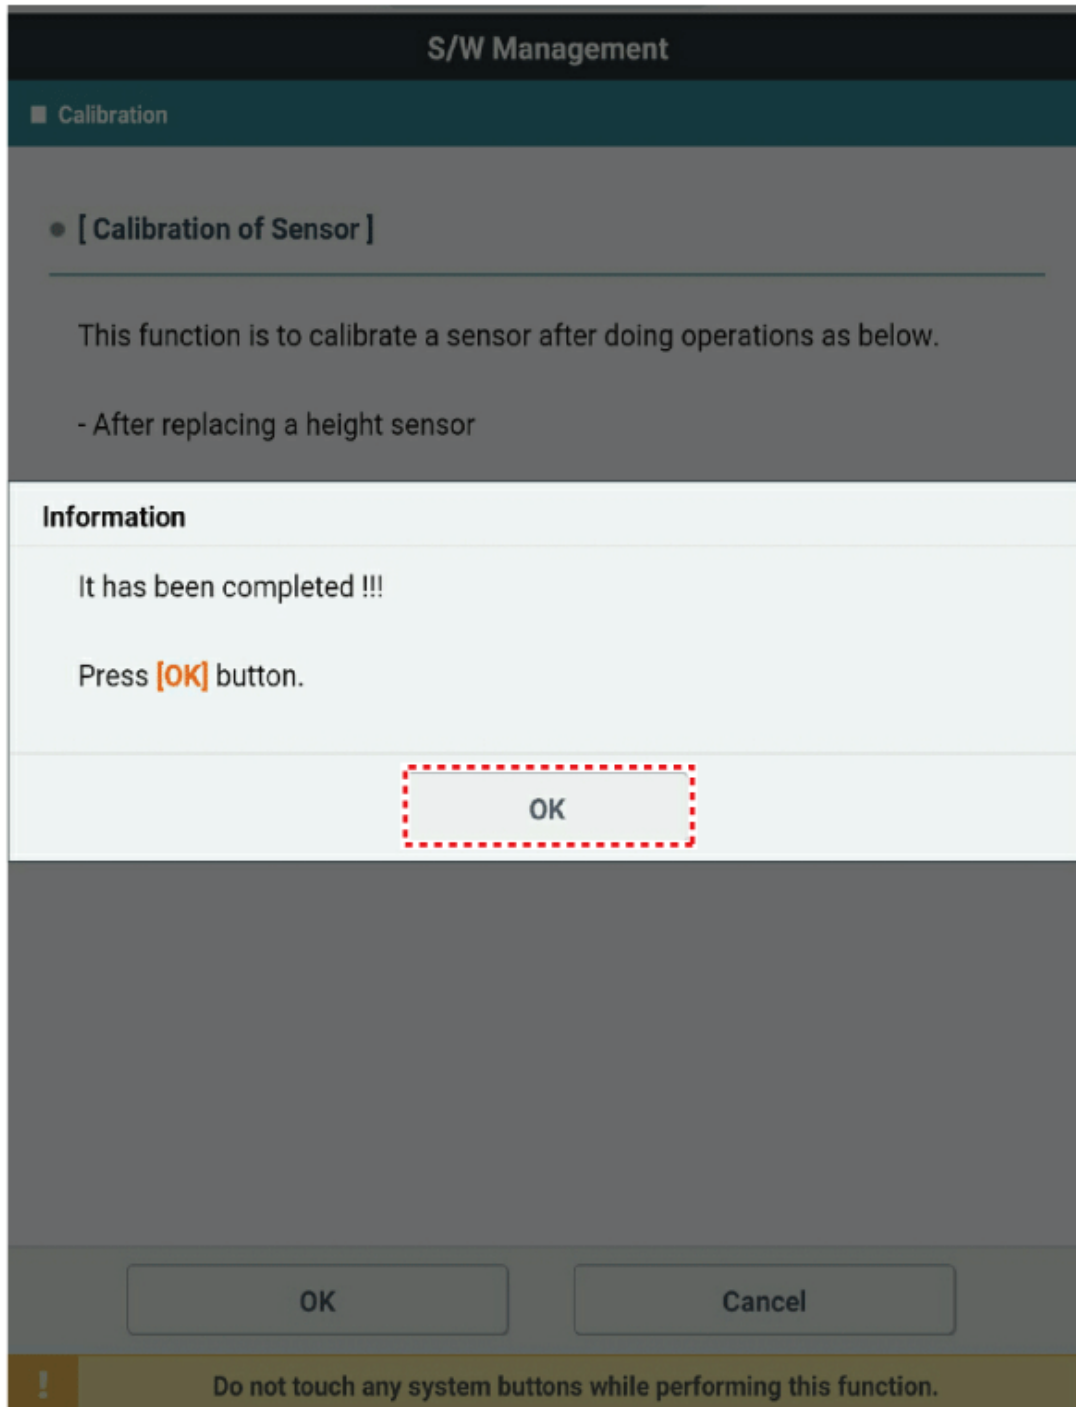 S/W Management
Calibration
[ Calibration of Sensor ]
This function is to calibrate a sensor after doing operations as below.
- After replacing a height sensor
Information
It has been completed !!!
Press [OK] button.
OK
OK Cancel
! Do not touch any system buttons while performing this function.